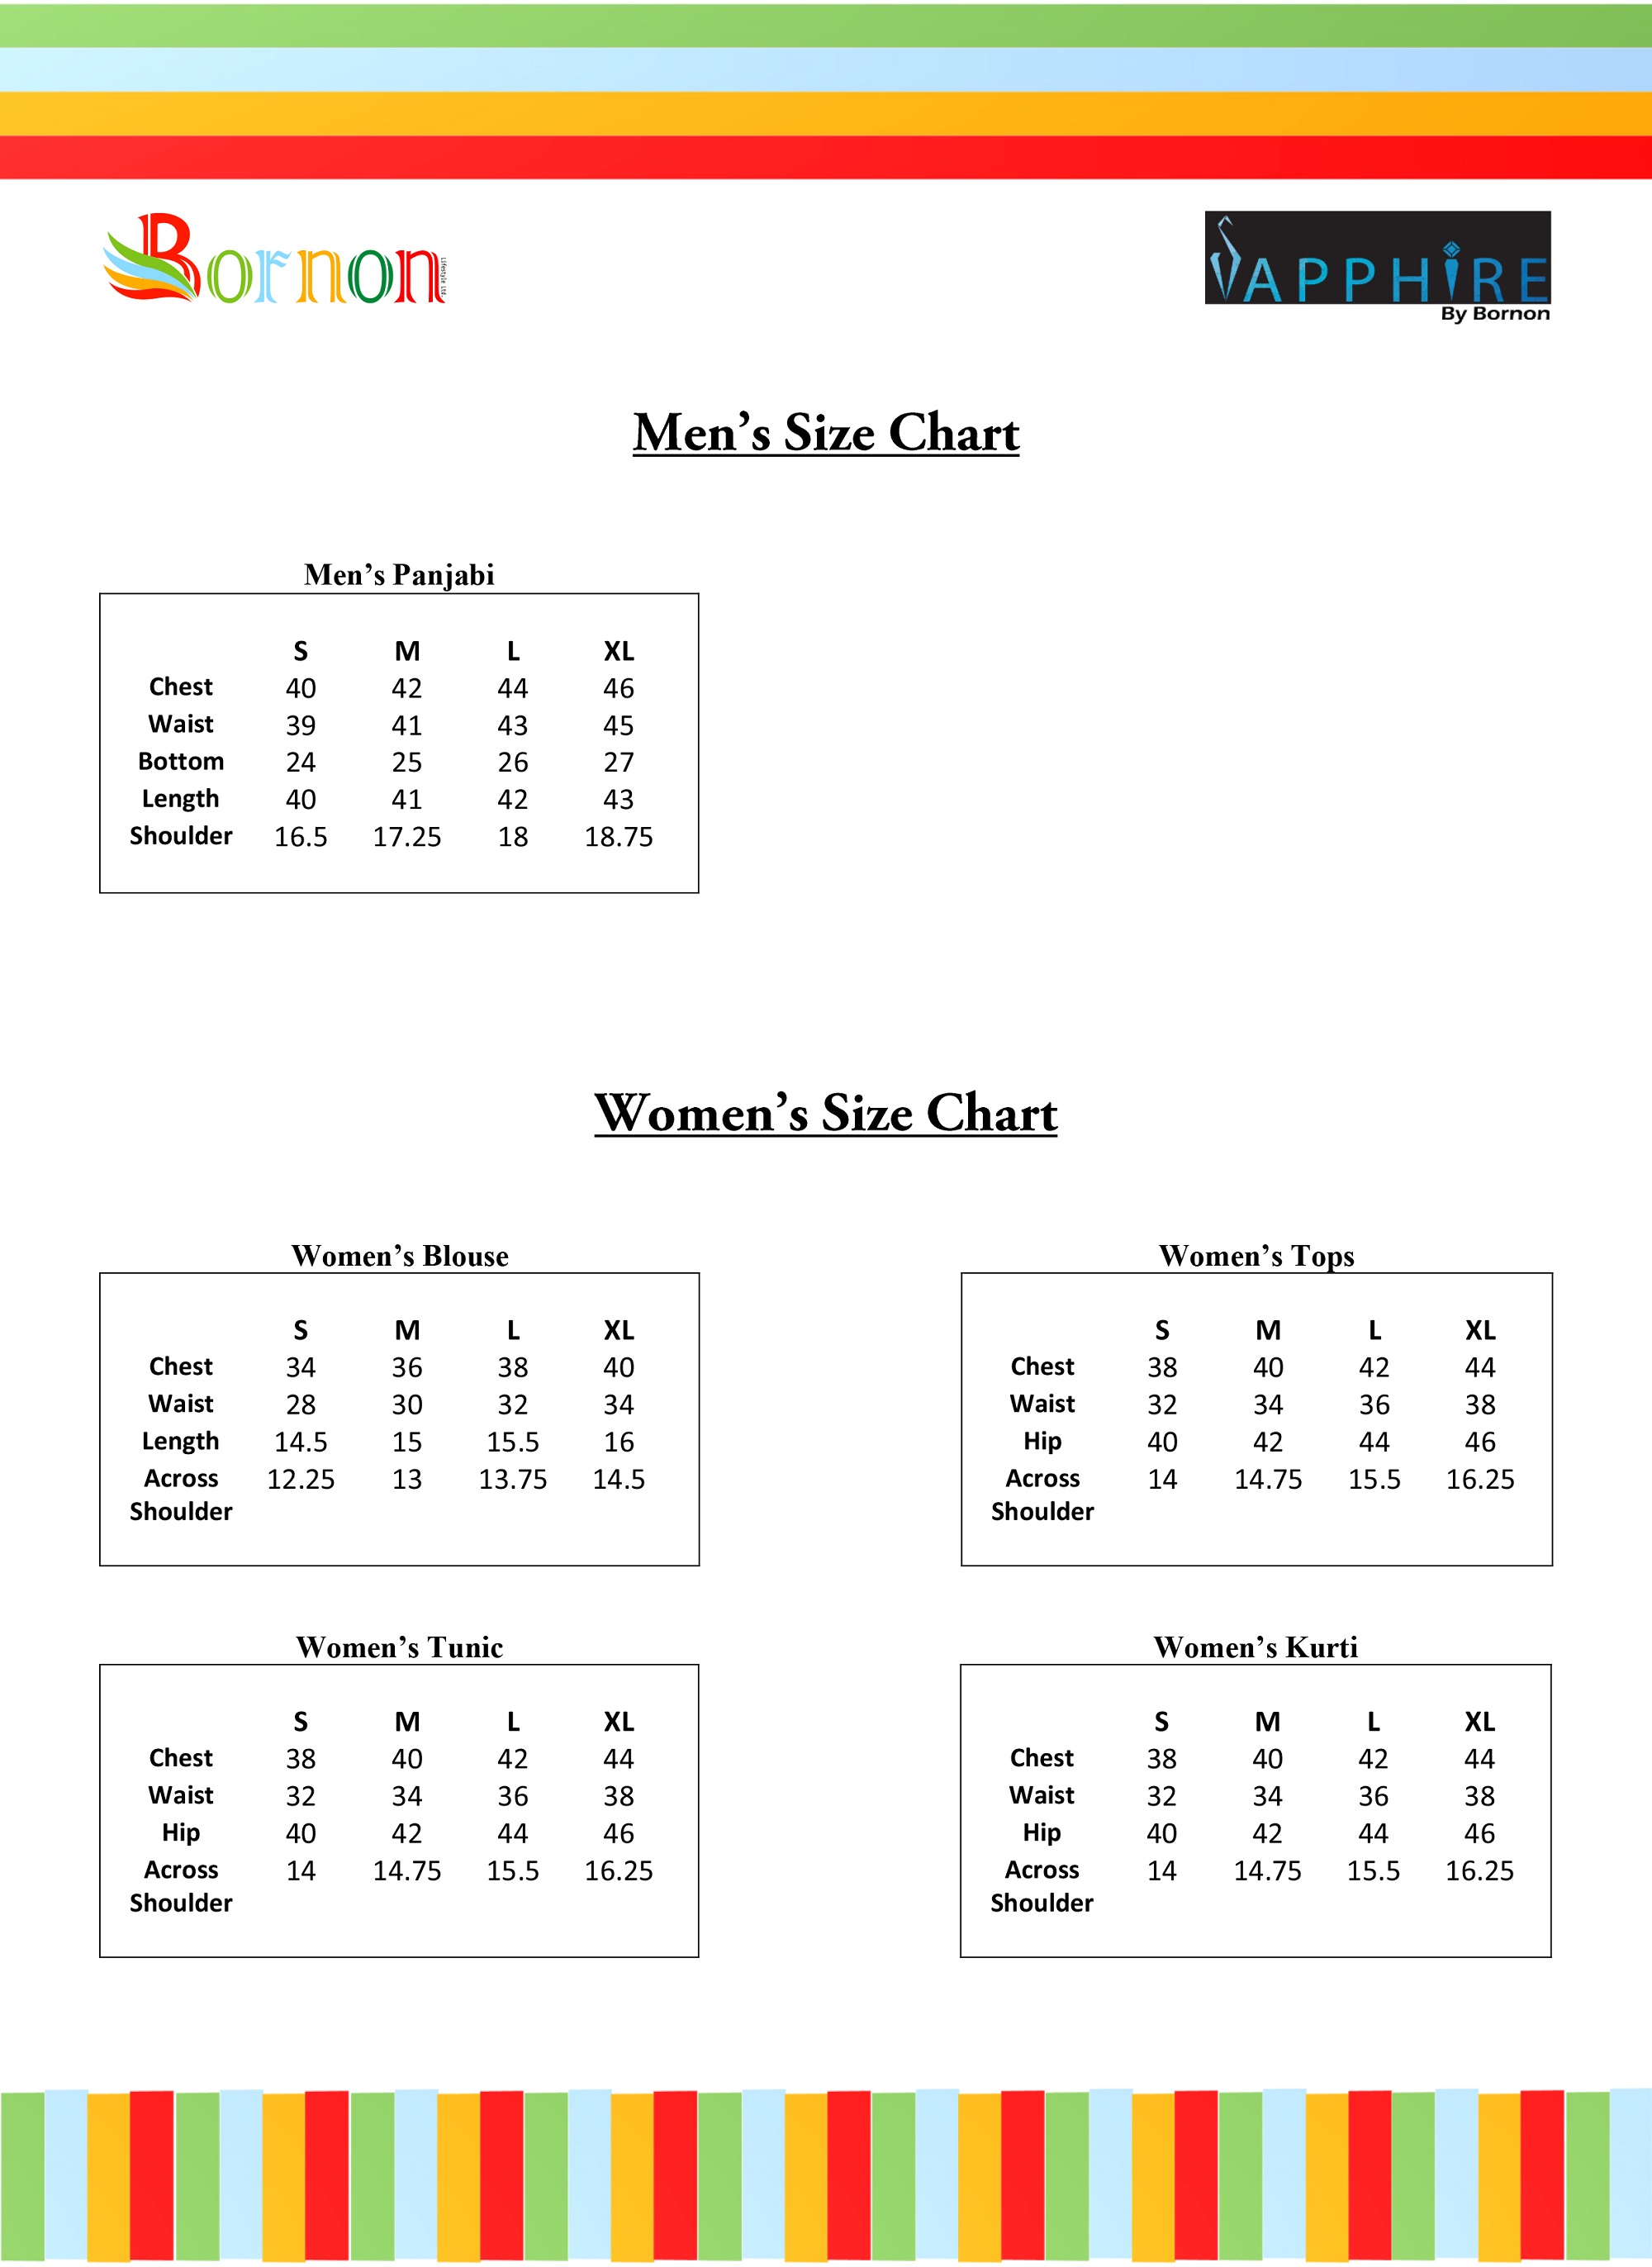 Bornon
Lifestyle Ltd.
SAPPHIRE
By Bornon
Men’s Size Chart
Men’s Panjabi
S M L XL
Chest 40 42 44 46
Waist 39 41 43 45
Bottom 24 25 26 27
Length 40 41 42 43
Shoulder 16.5 17.25 18 18.75
Women’s Size Chart
Women’s Blouse
S M L XL
Chest 34 36 38 40
Waist 28 30 32 34
Length 14.5 15 15.5 16
Across 12.25 13 13.75 14.5
Shoulder
Women’s Tops
S M L XL
Chest 38 40 42 44
Waist 32 34 36 38
Hip 40 42 44 46
Across 14 14.75 15.5 16.25
Shoulder
Women’s Tunic
S M L XL
Chest 38 40 42 44
Waist 32 34 36 38
Hip 40 42 44 46
Across 14 14.75 15.5 16.25
Shoulder
Women’s Kurti
S M L XL
Chest 38 40 42 44
Waist 32 34 36 38
Hip 40 42 44 46
Across 14 14.75 15.5 16.25
Shoulder